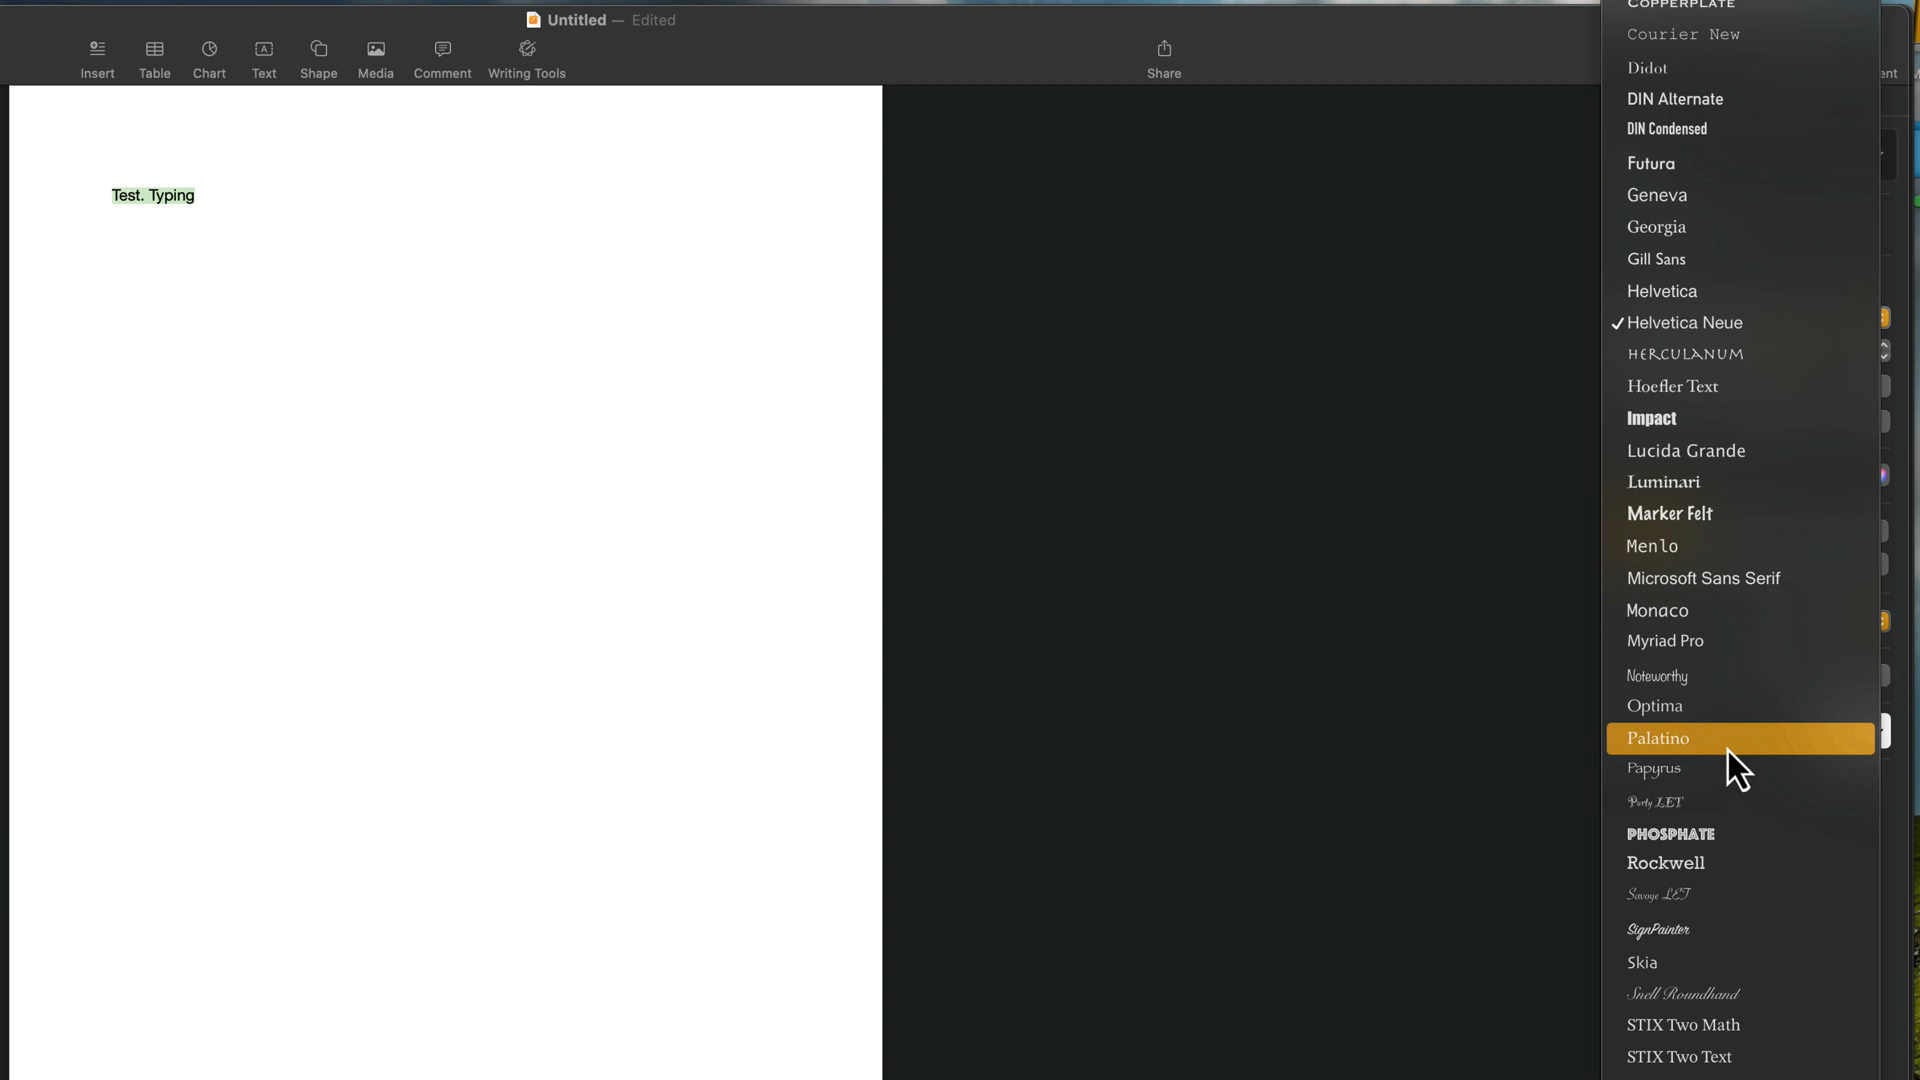 Untitled — Edited
Insert
Table
Chart
Text
Shape
Media
Comment
Writing Tools
Share
ent
Test. Typing
COPPERPLATE
Courier New
Didot
DIN Alternate
DIN Condensed
Futura
Geneva
Georgia
Gill Sans
Helvetica
✓ Helvetica Neue
HERCULANUM
Hoefler Text
Impact
Lucida Grande
Luminari
Marker Felt
Menlo
Microsoft Sans Serif
Monaco
Myriad Pro
Noteworthy
Optima
Palatino
Papyrus
Party LET
PHOSPHATE
Rockwell
Savoye LET
SignPainter
Skia
Snell Roundhand
STIX Two Math
STIX Two Text